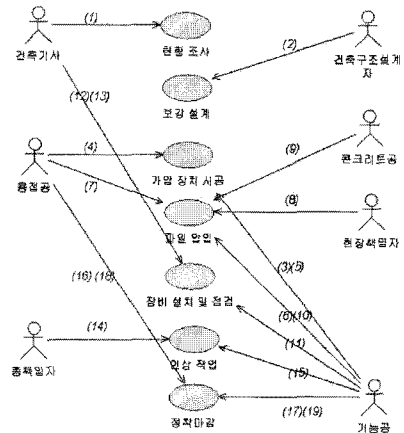 (1)
건축기사
현황 조사
(2)
건축구조설계
자
(12)(13)
보강 설계
(4)
(9)
용접공
(7)
가압 장치 시공
콘크리트공
(8)
파일 압입
현장책임자
(3)(5)
(16) (18)
(6)(10)
장비 설치 및 점검
(14)
(11)
총책임자
인상 작업
(15)
(17)(19)
정착마감
기능공